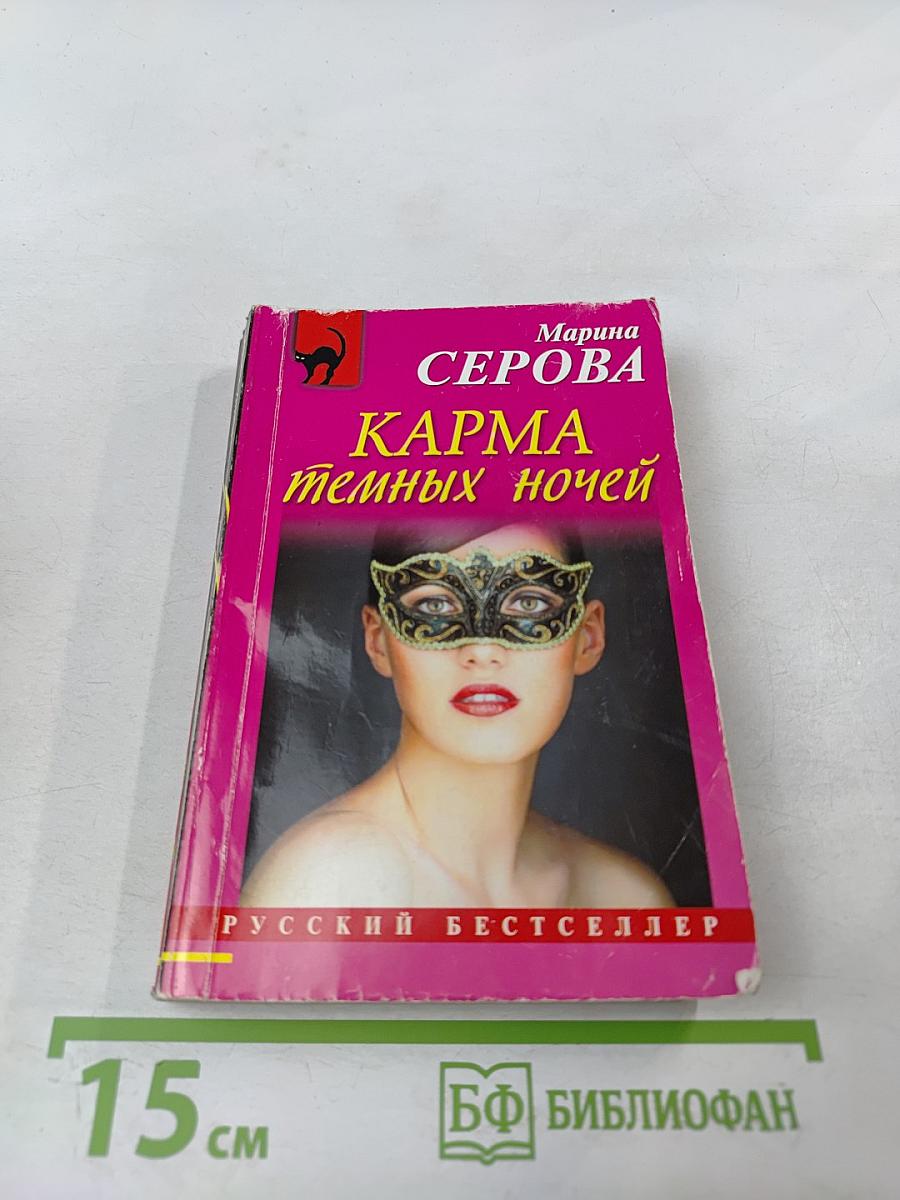 Марина
СЕРОВА
КАРМА
темных ночей
РУССКИЙ БЕСТСЕЛЛЕР
15 см
БФ БИБЛИОФАН